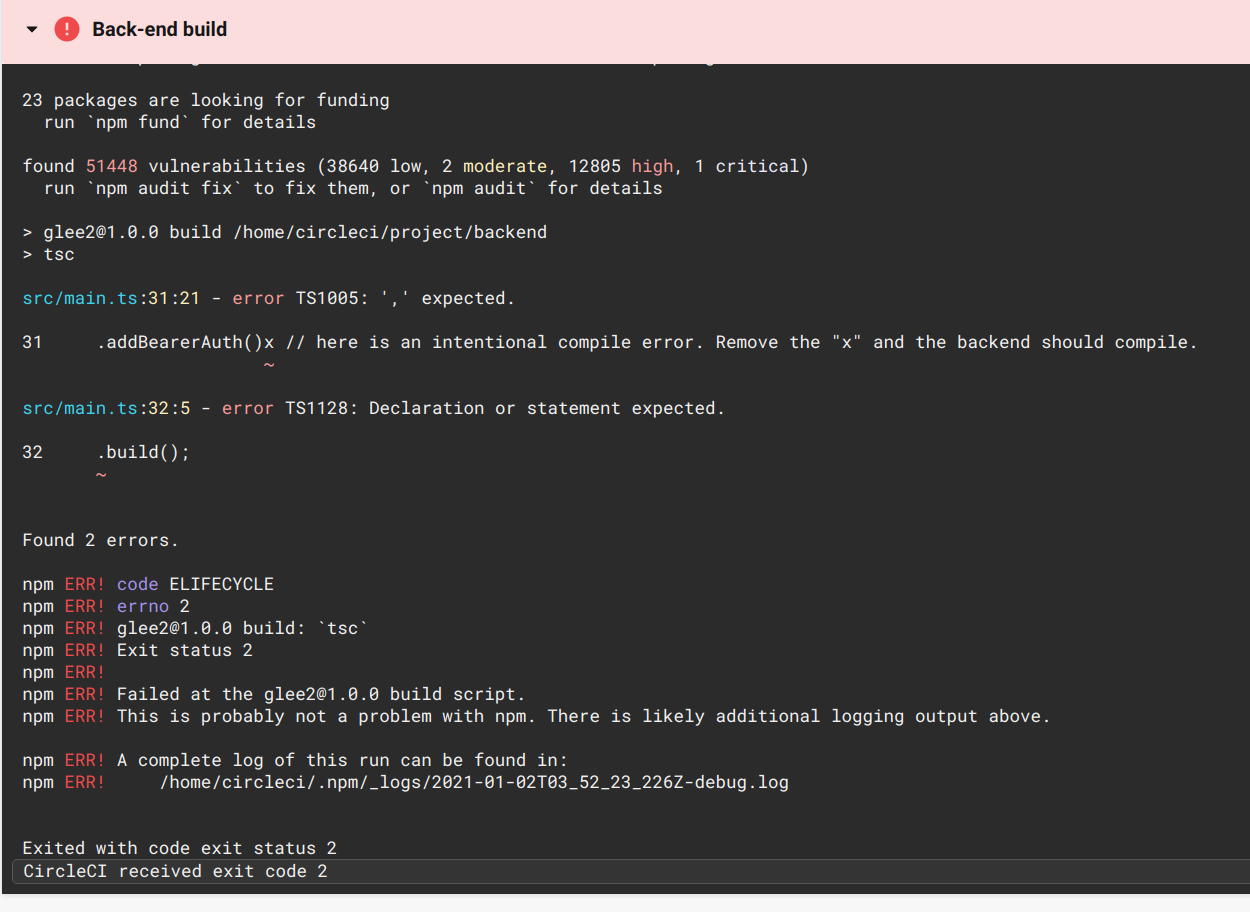 Back-end build
23 packages are looking for funding
  run `npm fund` for details
found 51448 vulnerabilities (38640 low, 2 moderate, 12805 high, 1 critical)
  run `npm audit fix` to fix them, or `npm audit` for details
> glee2@1.0.0 build /home/circleci/project/backend
> tsc
src/main.ts:31:21 - error TS1005: ',' expected.
31     .addBearerAuth()x // here is an intentional compile error. Remove the "x" and the backend should compile.
                       ~
src/main.ts:32:5 - error TS1128: Declaration or statement expected.
32     .build();
       ~
Found 2 errors.
npm ERR! code ELIFECYCLE
npm ERR! errno 2
npm ERR! glee2@1.0.0 build: `tsc`
npm ERR! Exit status 2
npm ERR!
npm ERR! Failed at the glee2@1.0.0 build script.
npm ERR! This is probably not a problem with npm. There is likely additional logging output above.
npm ERR! A complete log of this run can be found in:
npm ERR!     /home/circleci/.npm/_logs/2021-01-02T03_52_23_226Z-debug.log
Exited with code exit status 2
CircleCI received exit code 2